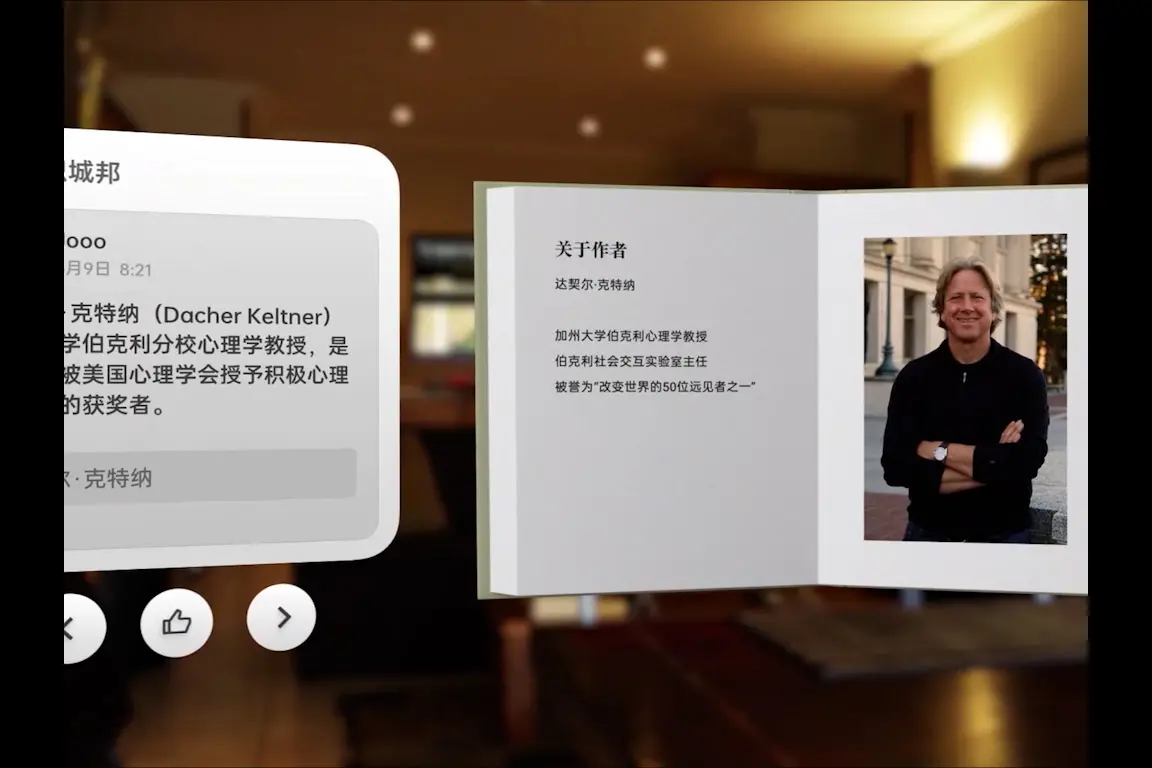 城邦
ooo
月9日 8:21
·克特纳（Dacher Keltner）
学伯克利分校心理学教授，是
被美国心理学会授予积极心理
的获奖者。
尔·克特纳
关于作者
达契尔·克特纳
加州大学伯克利心理学教授
伯克利社会交互实验室主任
被誉为“改变世界的50位远见者之一”